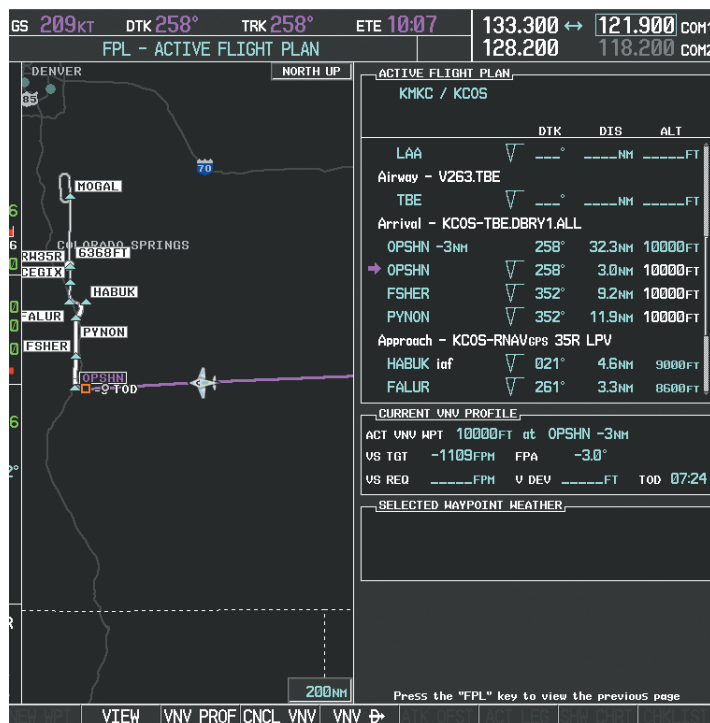 GS 209KT DTK 258° TRK 258° ETE 10:07
133.300 ↔ 121.900 COM1
128.200 118.200 COM2
FPL - ACTIVE FLIGHT PLAN
DENVER
NORTH UP
85
70
MOGAL
COLORADO SPRINGS
RW35R
6368FT
CEGIX
HABUK
FALUR
PYNON
FSHER
OPSHN
TOD
200NM
ACTIVE FLIGHT PLAN
KMKC / KCOS
DTK DIS ALT
LAA ___° ____NM _____FT
Airway - V263.TBE
TBE ___° ____NM _____FT
Arrival - KCOS-TBE.DBRY1.ALL
OPSHN -3NM 258° 32.3NM 10000FT
OPSHN 258° 3.0NM 10000FT
FSHER 352° 9.2NM 10000FT
PYNON 352° 11.9NM 10000FT
Approach - KCOS-RNAVGPS 35R LPV
HABUK iaf 021° 4.6NM 9000FT
FALUR 261° 3.3NM 8600FT
CURRENT VNV PROFILE
ACT VNV WPT 10000FT at OPSHN -3NM
VS TGT -1109FPM FPA -3.0°
VS REQ _____FPM V DEV _____FT TOD 07:24
SELECTED WAYPOINT WEATHER
Press the "FPL" key to view the previous page
VIEW VNV PROF CNCL VNV VNV